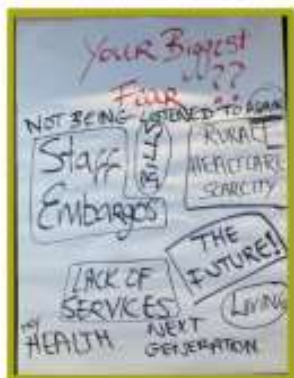 Your Biggest
Fear ??
NOT BEING LISTENED TO AGAIN
Staff
Embargos
BILLS
RURAL
HEALTHCARE
SCARCITY
THE
FUTURE!
LACK OF
SERVICES
LIVING
MY
HEALTH
NEXT
GENERATION